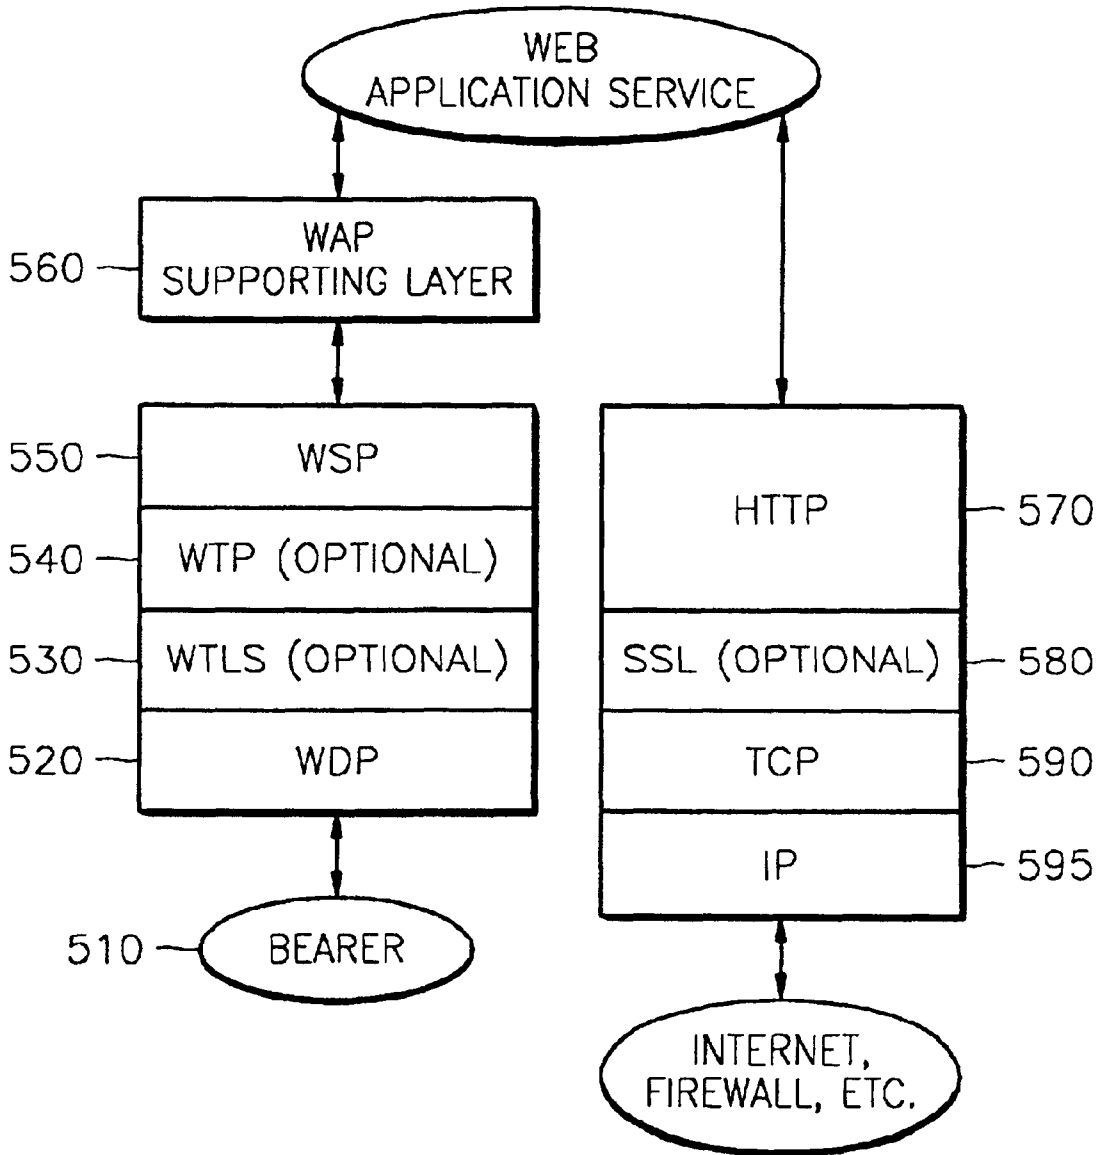 WEB
APPLICATION SERVICE
WAP
SUPPORTING LAYER
560
WSP
550
WTP (OPTIONAL)
540
WTLS (OPTIONAL)
530
WDP
520
BEARER
510
HTTP
570
SSL (OPTIONAL)
580
TCP
590
IP
595
INTERNET,
FIREWALL, ETC.